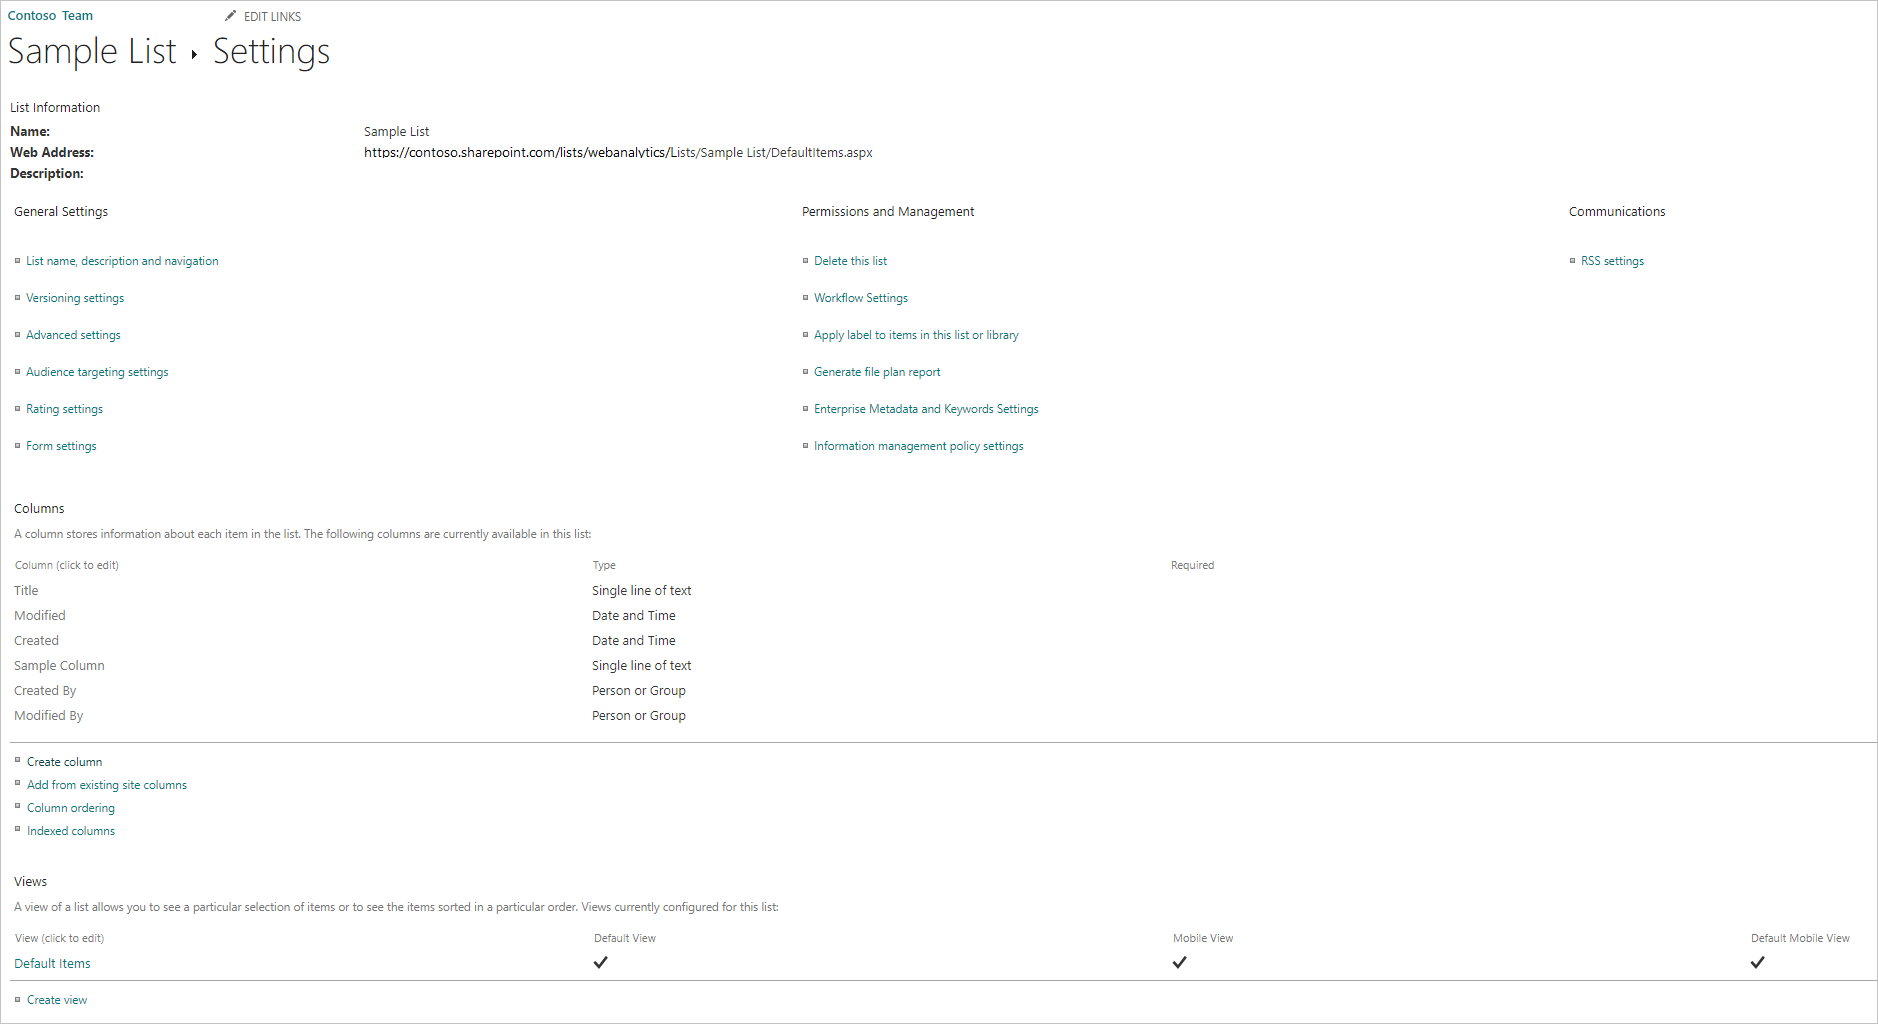 Contoso Team
EDIT LINKS
Sample List ▸ Settings
List Information
Name: Sample List
Web Address: https://contoso.sharepoint.com/lists/webanalytics/Lists/Sample List/DefaultItems.aspx
Description:
General Settings Permissions and Management Communications
List name, description and navigation Delete this list RSS settings
Versioning settings Workflow Settings
Advanced settings Apply label to items in this list or library
Audience targeting settings Generate file plan report
Rating settings Enterprise Metadata and Keywords Settings
Form settings Information management policy settings
Columns
A column stores information about each item in the list. The following columns are currently available in this list:
Column (click to edit) Type Required
Title Single line of text
Modified Date and Time
Created Date and Time
Sample Column Single line of text
Created By Person or Group
Modified By Person or Group
Create column
Add from existing site columns
Column ordering
Indexed columns
Views
A view of a list allows you to see a particular selection of items or to see the items sorted in a particular order. Views currently configured for this list:
View (click to edit) Default View Mobile View Default Mobile View
Default Items ✓ ✓ ✓
Create view